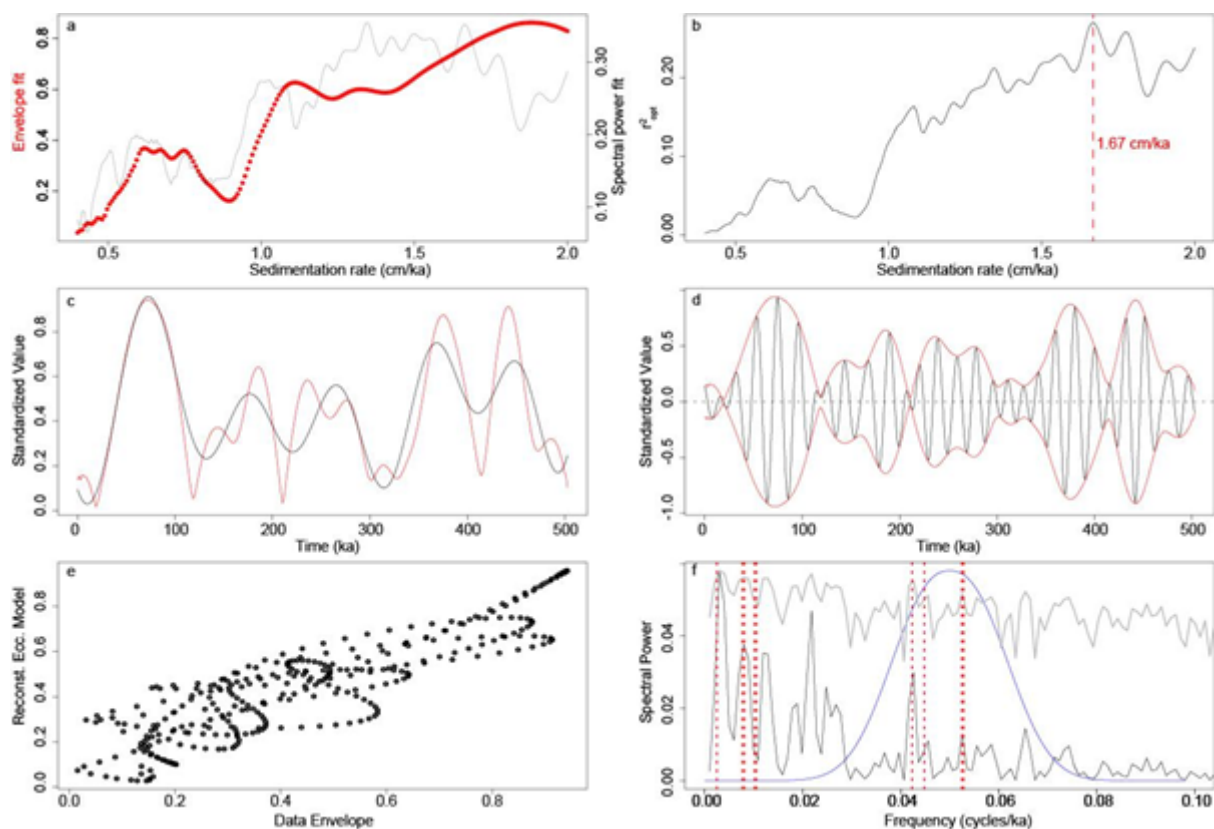 a
Envelope fit
0.2 0.4 0.6 0.8
0.10 0.20 0.30
Spectral power fit
0.5 1.0 1.5 2.0
Sedimentation rate (cm/ka)
b
r²opt
0.00 0.10 0.20
1.67 cm/ka
0.5 1.0 1.5 2.0
Sedimentation rate (cm/ka)
c
Standardized Value
0.0 0.2 0.4 0.6 0.8
0 100 200 300 400 500
Time (ka)
d
Standardized Value
-1.0 -0.5 0.0 0.5
0 100 200 300 400 500
Time (ka)
e
Reconst. Ecc. Model
0.0 0.2 0.4 0.6 0.8
0.0 0.2 0.4 0.6 0.8
Data Envelope
f
Spectral Power
0.00 0.02 0.04
0.00 0.02 0.04 0.06 0.08 0.10
Frequency (cycles/ka)